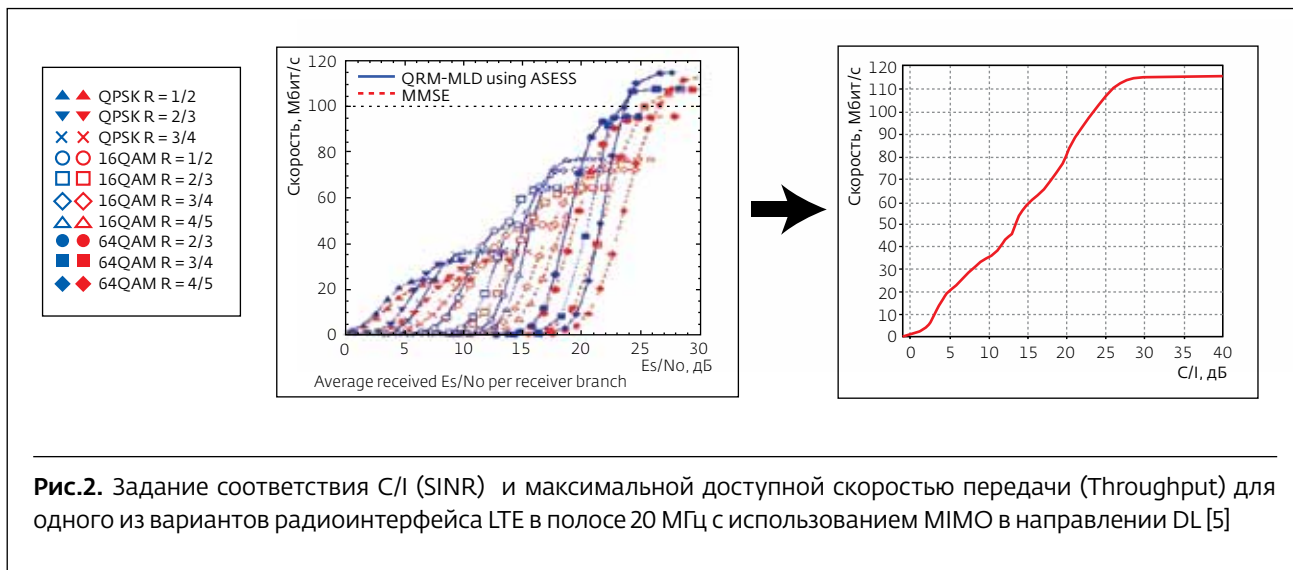 QPSK R = 1/2
QPSK R = 2/3
QPSK R = 3/4
16QAM R = 1/2
16QAM R = 2/3
16QAM R = 3/4
16QAM R = 4/5
64QAM R = 2/3
64QAM R = 3/4
64QAM R = 4/5
Скорость, Мбит/с
120
100
80
60
40
20
0
QRM-MLD using ASESS
MMSE
0 5 10 15 20 25 30
Es/No, дБ
Average received Es/No per receiver branch
Скорость, Мбит/с
120
110
100
90
80
70
60
50
40
30
20
10
0
0 5 10 15 20 25 30 35 40
C/I, дБ
Рис.2. Задание соответствия C/I (SINR) и максимальной доступной скоростью передачи (Throughput) для
одного из вариантов радиоинтерфейса LTE в полосе 20 МГц с использованием MIMO в направлении DL [5]